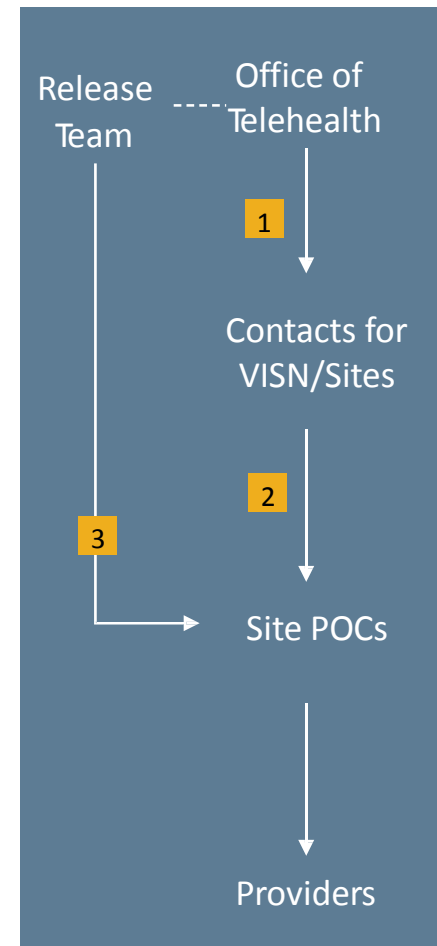 Release
Team
Office of
Telehealth
1
Contacts for
VISN/Sites
2
3
Site POCs
Providers